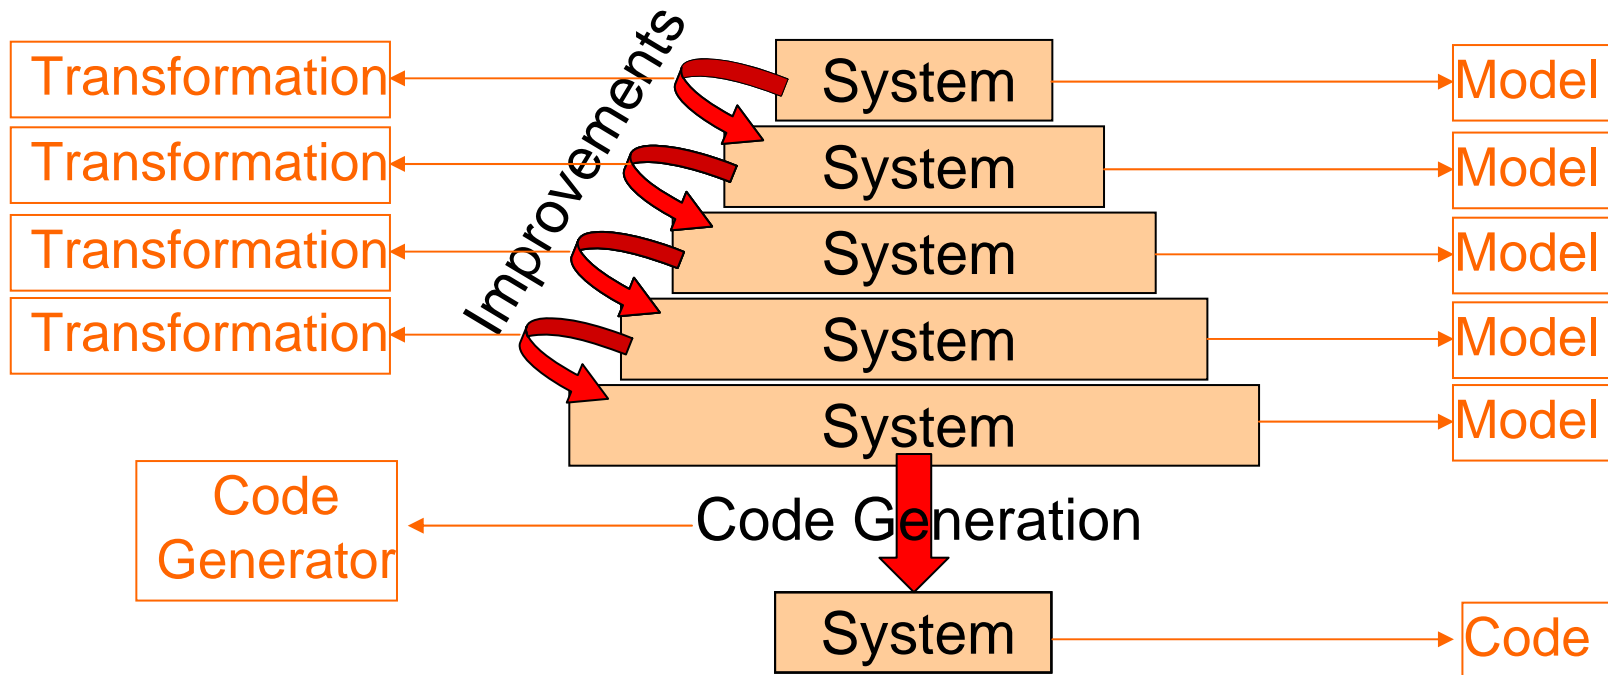 Improvements
Transformation
System
Model
Transformation
System
Model
Transformation
System
Model
Transformation
System
Model
System
Model
Code
Generator
Code Generation
System
Code